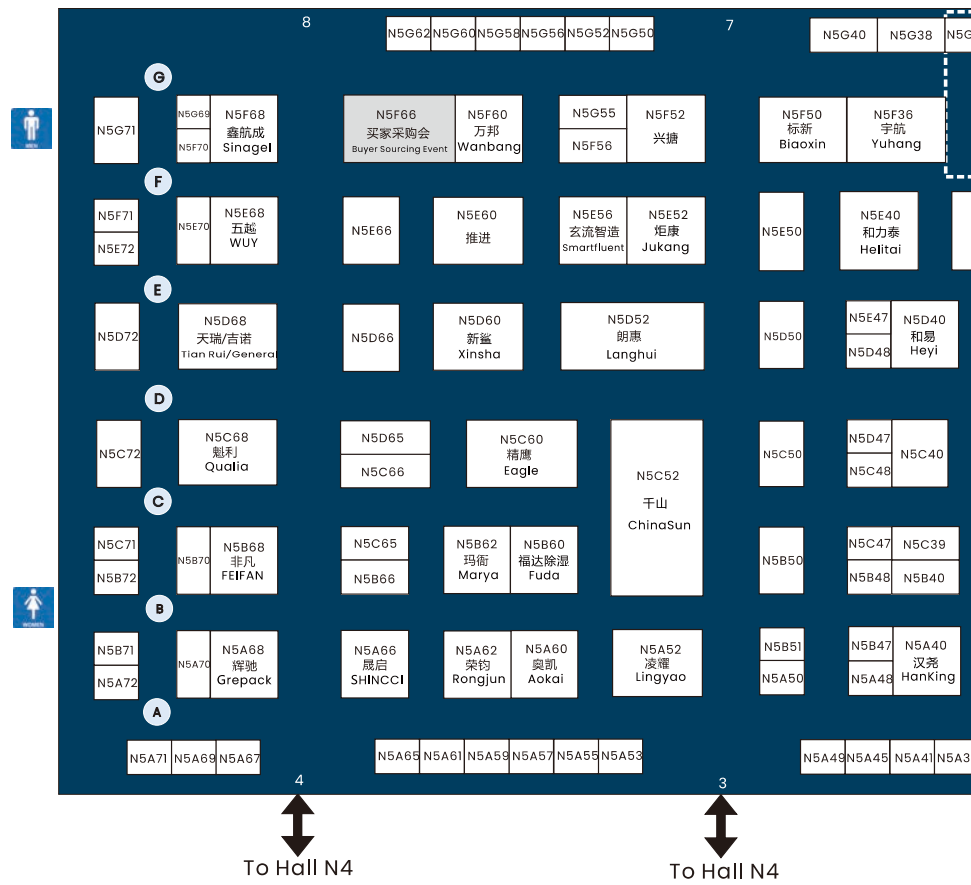 8
7
N5G62 N5G60 N5G58 N5G56 N5G52 N5G50
N5G40 N5G38 N5G
G
MEN
N5G71
N5G69
N5F70
N5F68
鑫航成
Sinagel
N5F66
买家采购会
Buyer Sourcing Event
N5F60
万邦
Wanbang
N5G55
N5F56
N5F52
兴塘
N5F50
标新
Biaoxin
N5F36
宇航
Yuhang
F
N5F71
N5E72
N5E70
N5E68
五越
WUY
N5E66
N5E60
推进
N5E56
玄流智造
Smartfluent
N5E52
炬康
Jukang
N5E50
N5E40
和力泰
Helitai
E
N5D72
N5D68
天瑞/吉诺
Tian Rui/General
N5D66
N5D60
新鲨
Xinsha
N5D52
朗惠
Langhui
N5D50
N5E47
N5D48
N5D40
和易
Heyi
D
N5C72
N5C68
魁利
Qualia
N5D65
N5C66
N5C60
精鹰
Eagle
N5C52
千山
ChinaSun
N5C50
N5D47
N5C48
N5C40
C
N5C71
N5B72
N5B70
N5B68
非凡
FEIFAN
N5C65
N5B66
N5B62
玛衙
Marya
N5B60
福达除湿
Fuda
N5B50
N5C47
N5B48
N5C39
N5B40
WOMEN
B
N5B71
N5A72
N5A70
N5A68
辉驰
Grepack
N5A66
晟启
SHINCCI
N5A62
荣钧
Rongjun
N5A60
奥凯
Aokai
N5A52
凌耀
Lingyao
N5B51
N5A50
N5B47
N5A48
N5A40
汉尧
HanKing
A
N5A71 N5A69 N5A67
N5A65 N5A61 N5A59 N5A57 N5A55 N5A53
N5A49 N5A45 N5A41 N5A3
4
3
To Hall N4
To Hall N4